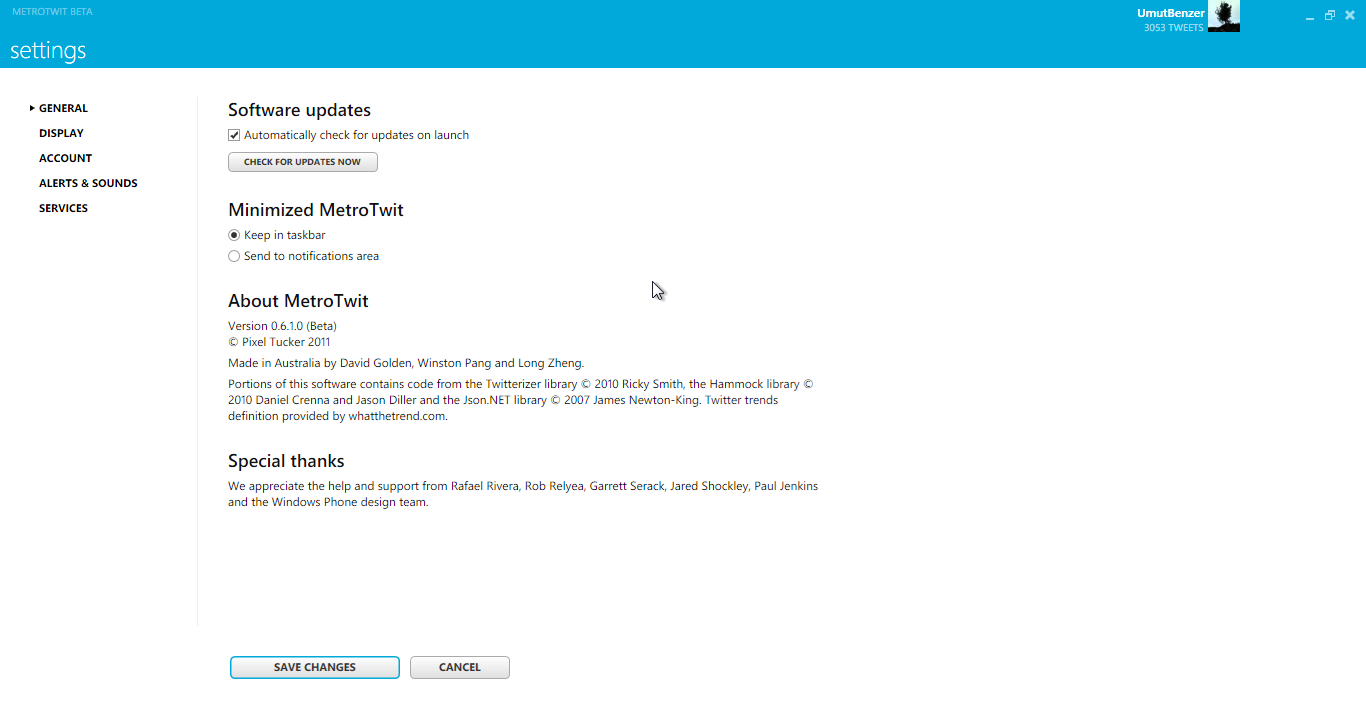 METROTWIT BETA
UmutBenzer
3053 TWEETS
settings
GENERAL
DISPLAY
ACCOUNT
ALERTS & SOUNDS
SERVICES
Software updates
Automatically check for updates on launch
CHECK FOR UPDATES NOW
Minimized MetroTwit
Keep in taskbar
Send to notifications area
About MetroTwit
Version 0.6.1.0 (Beta)
© Pixel Tucker 2011
Made in Australia by David Golden, Winston Pang and Long Zheng.
Portions of this software contains code from the Twitterizer library © 2010 Ricky Smith, the Hammock library ©
2010 Daniel Crenna and Jason Diller and the Json.NET library © 2007 James Newton-King. Twitter trends
definition provided by whatthetrend.com.
Special thanks
We appreciate the help and support from Rafael Rivera, Rob Relyea, Garrett Serack, Jared Shockley, Paul Jenkins
and the Windows Phone design team.
SAVE CHANGES
CANCEL